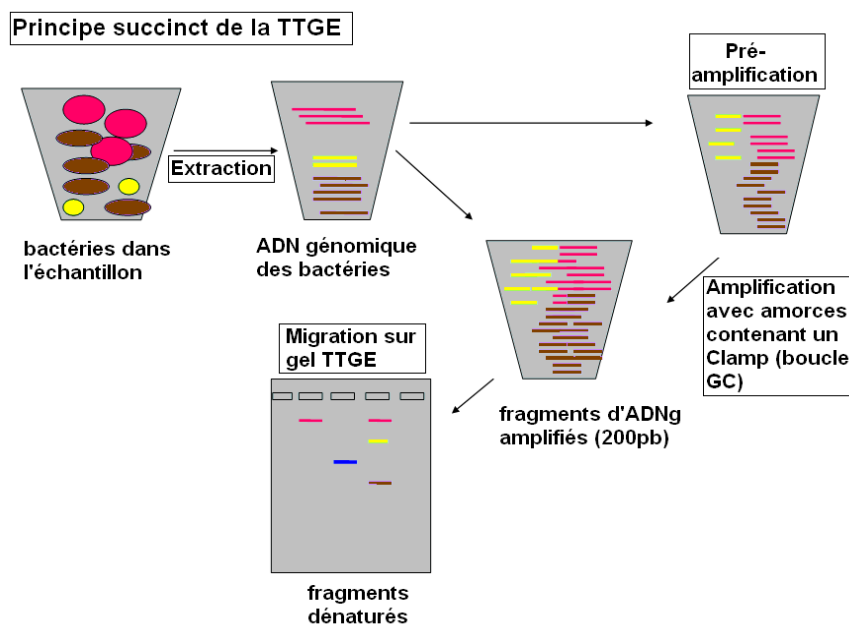 Principe succinct de la TTGE
Pré-
amplification
Extraction
bactéries dans
l'échantillon
ADN génomique
des bactéries
Amplification
avec amorces
contenant un
Clamp (boucle
GC)
Migration sur
gel TTGE
fragments d'ADNg
amplifiés (200pb)
fragments
dénaturés